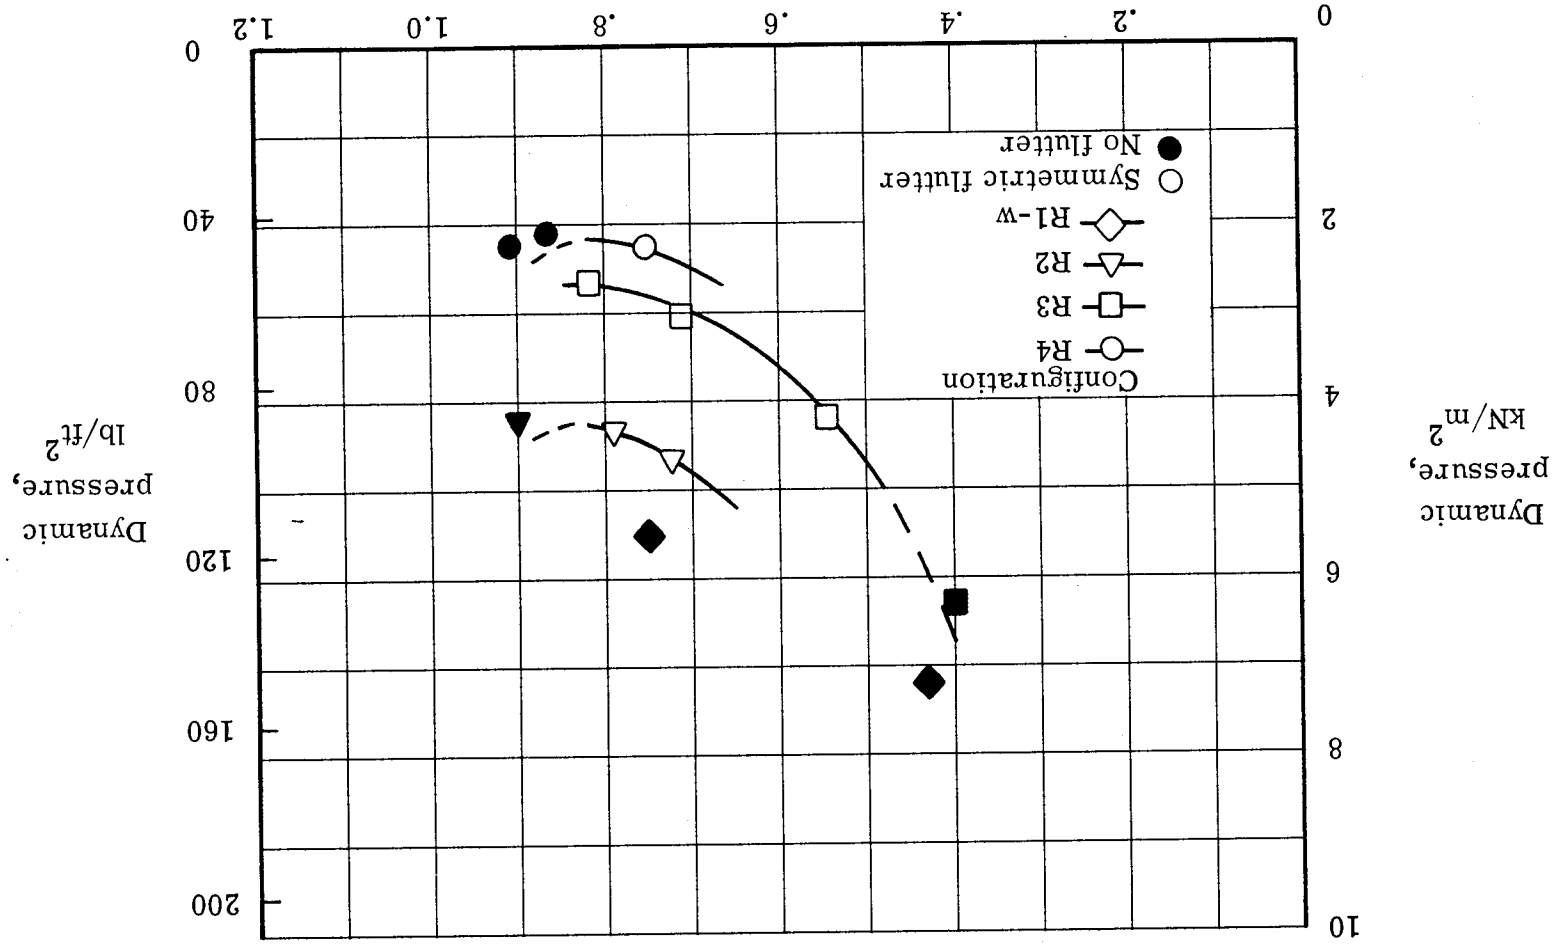 10
8
6
4
2
0
Dynamic
pressure,
kN/m²
Configuration
R4
R3
R2
R1-w
Symmetric flutter
No flutter
200
160
120
80
40
0
Dynamic
pressure,
lb/ft²
.2 .4 .6 .8 1.0 1.2